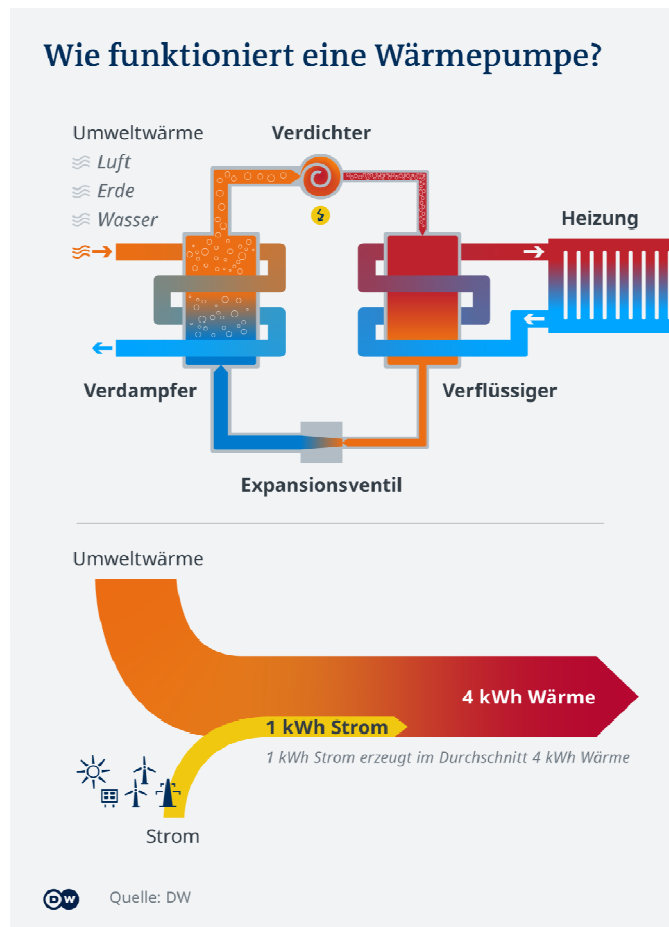 Wie funktioniert eine Wärmepumpe?
Umweltwärme
Luft
Erde
Wasser
Verdichter
Heizung
Verdampfer
Verflüssiger
Expansionsventil
Umweltwärme
4 kWh Wärme
1 kWh Strom
1 kWh Strom erzeugt im Durchschnitt 4 kWh Wärme
Strom
DW
Quelle: DW